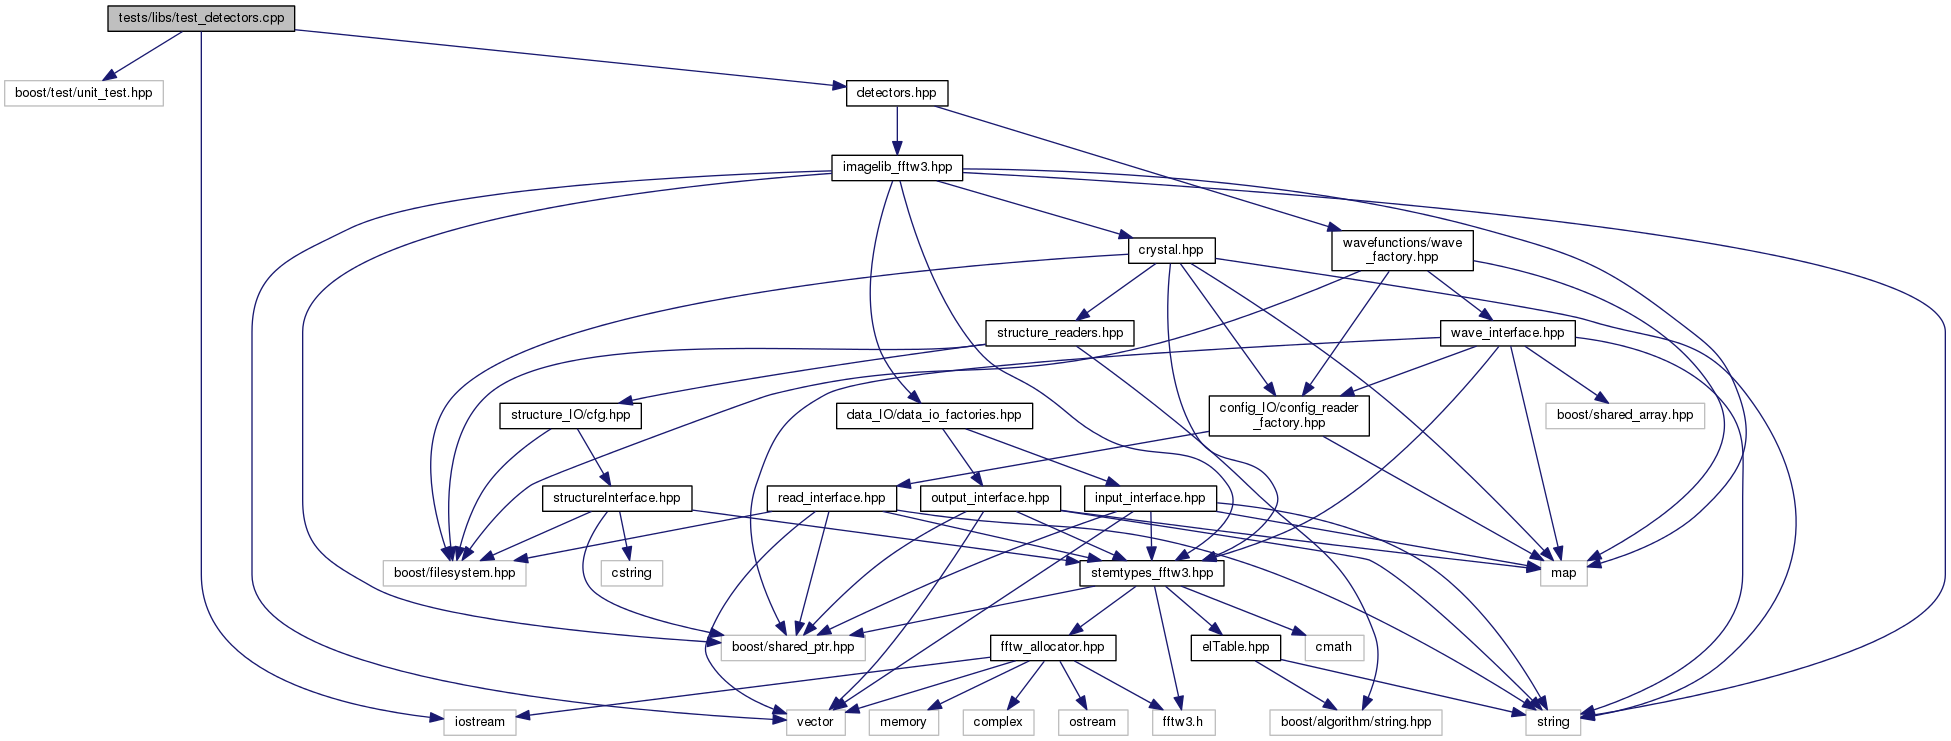 tests/libs/test_detectors.cpp
boost/test/unit_test.hpp
detectors.hpp
imagelib_fftw3.hpp
crystal.hpp
wavefunctions/wave
_factory.hpp
structure_readers.hpp
wave_interface.hpp
structure_IO/cfg.hpp
data_IO/data_io_factories.hpp
config_IO/config_reader
_factory.hpp
boost/shared_array.hpp
structureInterface.hpp
read_interface.hpp
output_interface.hpp
input_interface.hpp
boost/filesystem.hpp
cstring
stemtypes_fftw3.hpp
map
boost/shared_ptr.hpp
fftw_allocator.hpp
elTable.hpp
cmath
iostream
vector
memory
complex
ostream
fftw3.h
boost/algorithm/string.hpp
string